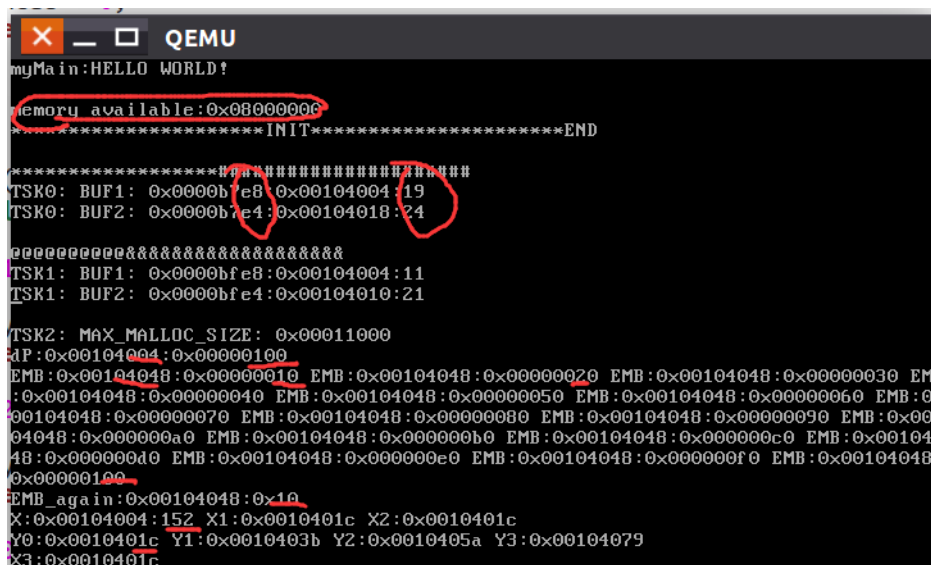 QEMU
myMain:HELLO WORLD!
memory available:0x08000000
**********************INIT**********************END
******************######################
TSK0: BUF1: 0x0000b7e8:0x00104004:19
TSK0: BUF2: 0x0000b7e4:0x00104018:24
@@@@@@@@@@&&&&&&&&&&&&&&&&&&&
TSK1: BUF1: 0x0000bfe8:0x00104004:11
TSK1: BUF2: 0x0000bfe4:0x00104010:21
TSK2: MAX_MALLOC_SIZE: 0x00011000
dP:0x00104004:0x00000100
EMB:0x00104048:0x00000010 EMB:0x00104048:0x00000020 EMB:0x00104048:0x00000030 EM
:0x00104048:0x00000040 EMB:0x00104048:0x00000050 EMB:0x00104048:0x00000060 EMB:0
00104048:0x00000070 EMB:0x00104048:0x00000080 EMB:0x00104048:0x00000090 EMB:0x00
04048:0x000000a0 EMB:0x00104048:0x000000b0 EMB:0x00104048:0x000000c0 EMB:0x00104
48:0x000000d0 EMB:0x00104048:0x000000e0 EMB:0x00104048:0x000000f0 EMB:0x00104048
0x00000100
EMB_again:0x00104048:0x10
X:0x00104004:152 X1:0x0010401c X2:0x0010401c
Y0:0x0010401c Y1:0x0010403b Y2:0x0010405a Y3:0x00104079
X3:0x0010401c